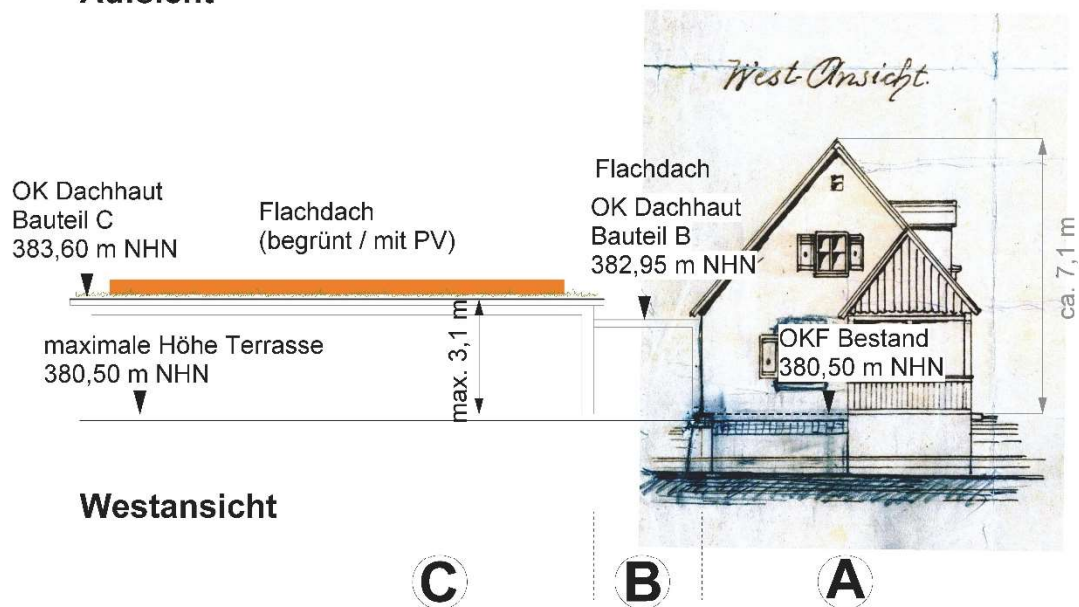 Aufsicht
West-Ansicht.
OK Dachhaut
Bauteil C
383,60 m NHN
Flachdach
(begrünt / mit PV)
Flachdach
OK Dachhaut
Bauteil B
382,95 m NHN
ca. 7,1 m
maximale Höhe Terrasse
380,50 m NHN
max. 3,1 m
OKF Bestand
380,50 m NHN
Westansicht
C
B
A